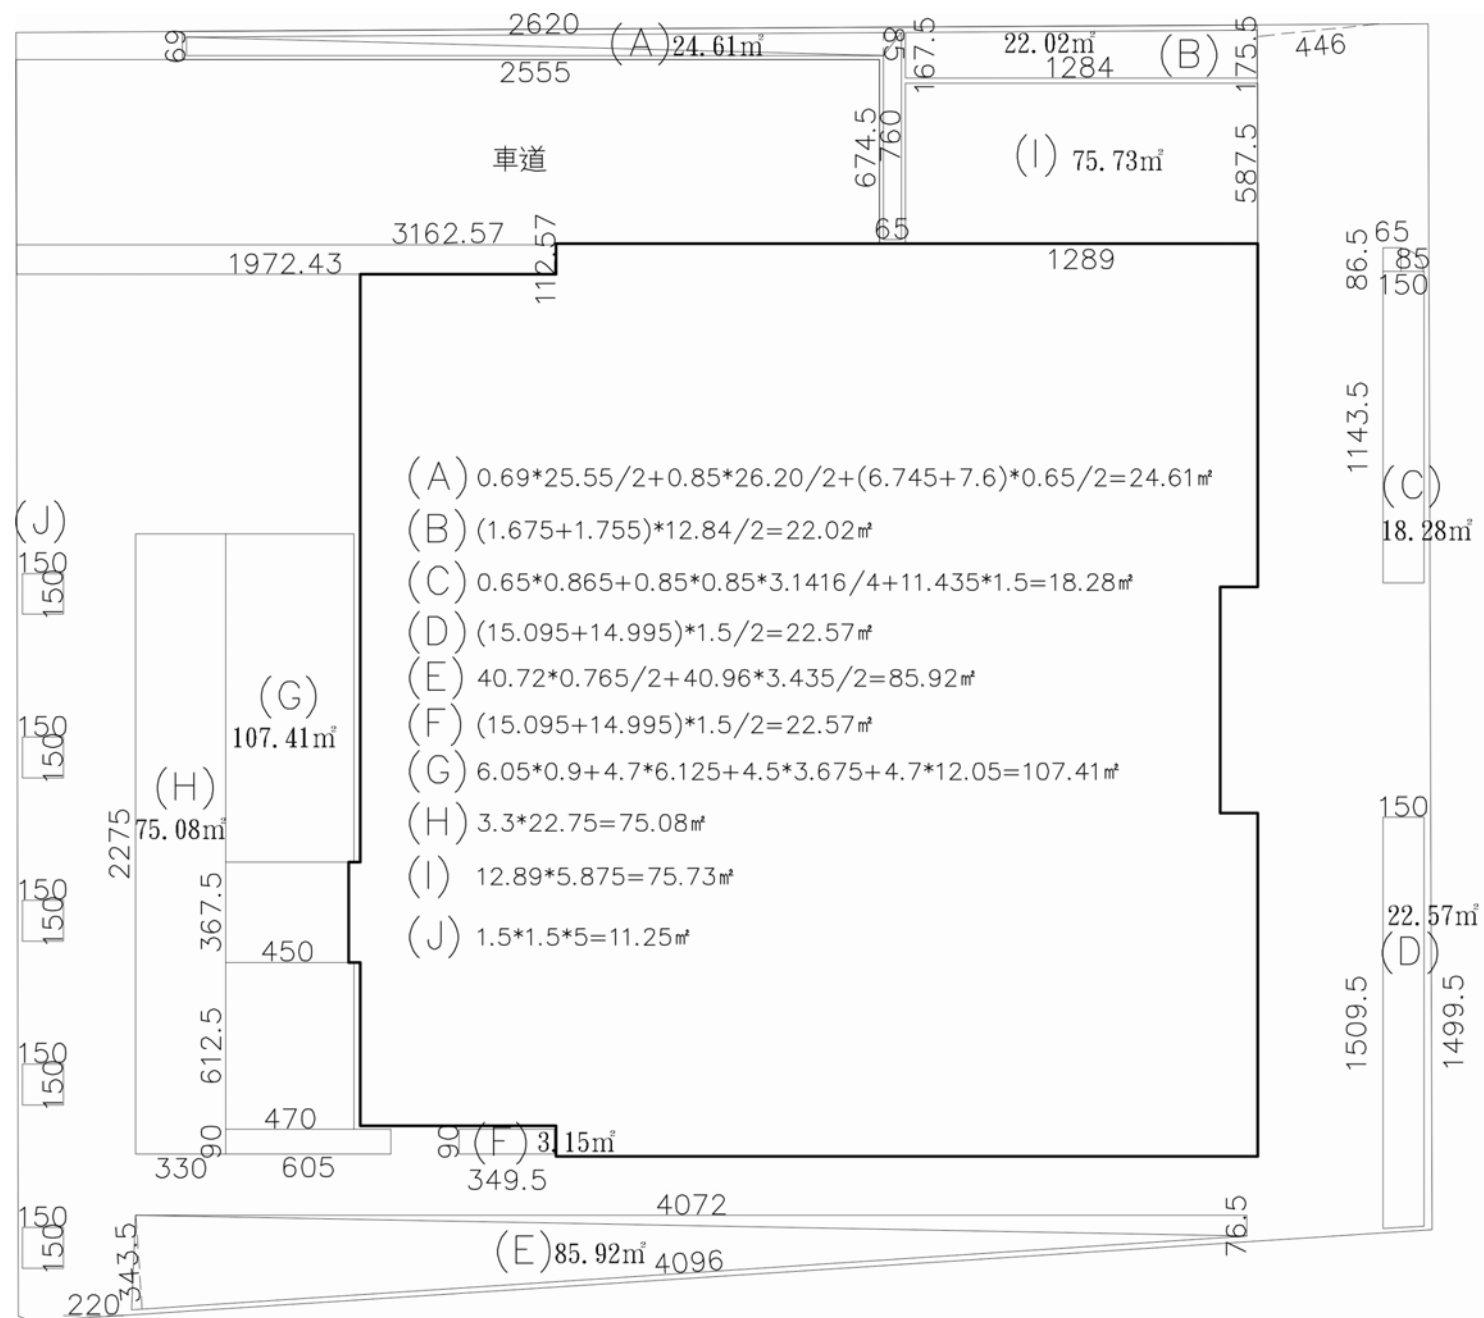 2620
69
(A) 24.61㎡
85
167.5
22.02㎡
(B)
175.5
446
2555
1284
車道
674.5
760
(I) 75.73㎡
587.5
65
3162.57
112.57
1972.43
1289
65
86.5
85
150
1143.5
(C)
18.28㎡
(A) 0.69*25.55/2+0.85*26.20/2+(6.745+7.6)*0.65/2=24.61㎡
(B) (1.675+1.755)*12.84/2=22.02㎡
(C) 0.65*0.865+0.85*0.85*3.1416/4+11.435*1.5=18.28㎡
(D) (15.095+14.995)*1.5/2=22.57㎡
(E) 40.72*0.765/2+40.96*3.435/2=85.92㎡
(F) (15.095+14.995)*1.5/2=22.57㎡
(G) 6.05*0.9+4.7*6.125+4.5*3.675+4.7*12.05=107.41㎡
(H) 3.3*22.75=75.08㎡
(I) 12.89*5.875=75.73㎡
(J) 1.5*1.5*5=11.25㎡
(J)
150
150
150
150
150
150
150
150
150
150
(G)
107.41㎡
(H)
75.08㎡
2275
367.5
450
612.5
470
90
330
605
90
(F) 3.15㎡
349.5
150
22.57㎡
(D)
1509.5
1499.5
4072
76.5
343.5
(E) 85.92㎡
4096
220